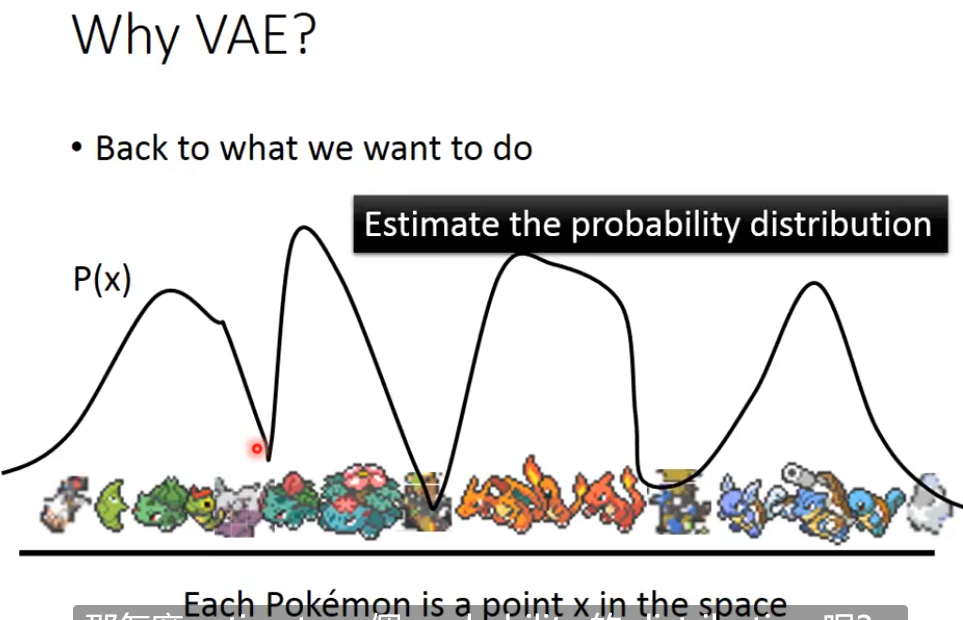 Why VAE?
• Back to what we want to do
Estimate the probability distribution
P(x)
Each Pokémon is a point x in the space